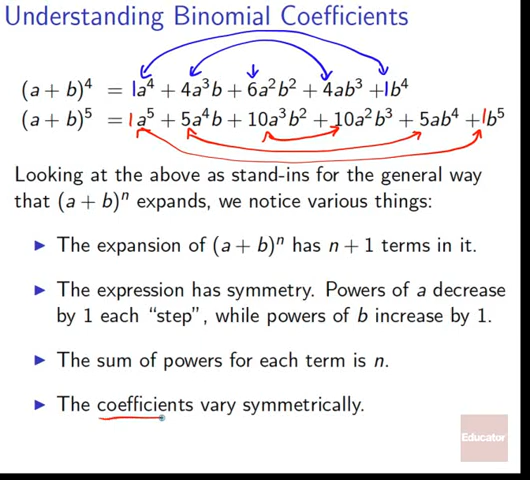 Understanding Binomial Coefficients
(a + b)⁴ = 1a⁴ + 4a³b + 6a²b² + 4ab³ + 1b⁴
(a + b)⁵ = 1a⁵ + 5a⁴b + 10a³b² + 10a²b³ + 5ab⁴ + 1b⁵
Looking at the above as stand-ins for the general way
that (a + b)ⁿ expands, we notice various things:
▶ The expansion of (a + b)ⁿ has n + 1 terms in it.
▶ The expression has symmetry. Powers of a decrease
by 1 each “step”, while powers of b increase by 1.
▶ The sum of powers for each term is n.
▶ The coefficients vary symmetrically.
Educator